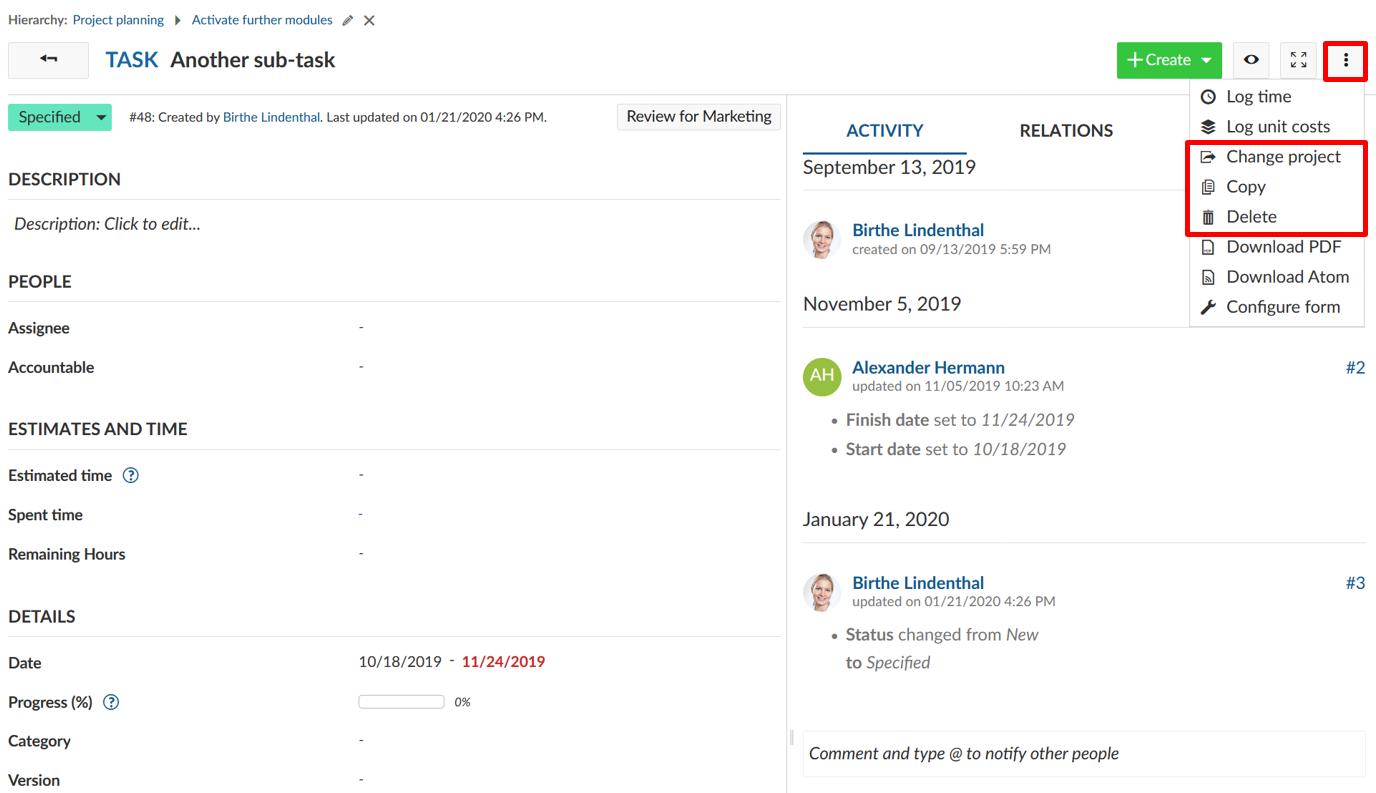 Hierarchy: Project planning Activate further modules
TASK Another sub-task
Create
Specified
#48: Created by Birthe Lindenthal. Last updated on 01/21/2020 4:26 PM.
Review for Marketing
DESCRIPTION
Description: Click to edit...
PEOPLE
Assignee -
Accountable -
ESTIMATES AND TIME
Estimated time ? -
Spent time -
Remaining Hours -
DETAILS
Date 10/18/2019 - 11/24/2019
Progress (%) ? 0%
Category -
Version -
ACTIVITY RELATIONS
September 13, 2019
Birthe Lindenthal
created on 09/13/2019 5:59 PM
November 5, 2019
AH
Alexander Hermann #2
updated on 11/05/2019 10:23 AM
• Finish date set to 11/24/2019
• Start date set to 10/18/2019
January 21, 2020
Birthe Lindenthal #3
updated on 01/21/2020 4:26 PM
• Status changed from New
to Specified
Comment and type @ to notify other people
Log time
Log unit costs
Change project
Copy
Delete
Download PDF
Download Atom
Configure form